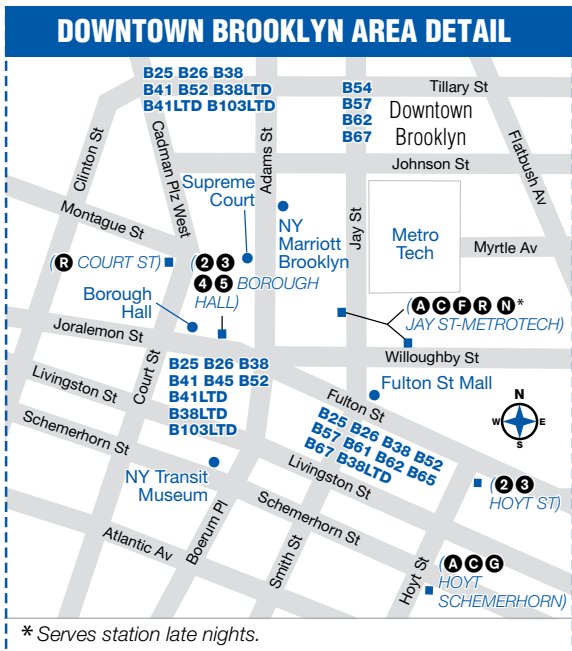 DOWNTOWN BROOKLYN AREA DETAIL
B25 B26 B38
B41 B52 B38LTD
B41LTD B103LTD
B54
B57
B62
B67
Tillary St
Downtown
Brooklyn
Johnson St
Flatbush Av
Clinton St
Cadman Plz West
Adams St
Jay St
Supreme
Court
NY
Marriott
Brooklyn
Metro
Tech
Myrtle Av
Montague St
(R COURT ST)
(2 3
4 5 BOROUGH
HALL)
(A C F R N*
JAY ST-METROTECH)
Borough
Hall
Joralemon St
Willoughby St
Court St
B25 B26 B38
B41 B45 B52
B41LTD
B38LTD
B103LTD
Fulton St Mall
Fulton St
N
W E
S
Livingston St
Schemerhorn St
B25 B26 B38 B52
B57 B61 B62 B65
B67 B38LTD
NY Transit
Museum
Livingston St
(2 3
HOYT ST)
Schemerhorn St
Atlantic Av
Boerum Pl
Smith St
Hoyt St
(A C G
HOYT
SCHEMERHORN)
* Serves station late nights.